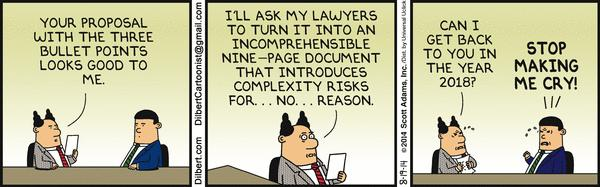 YOUR PROPOSAL
WITH THE THREE
BULLET POINTS
LOOKS GOOD TO
ME.
Dilbert.com DilbertCartoonist@gmail.com
I'LL ASK MY LAWYERS
TO TURN IT INTO AN
INCOMPREHENSIBLE
NINE-PAGE DOCUMENT
THAT INTRODUCES
COMPLEXITY RISKS
FOR... NO... REASON.
8-19-14 ©2014 Scott Adams, Inc. /Dist. by Universal Uclick
CAN I
GET BACK
TO YOU IN
THE YEAR
2018?
STOP
MAKING
ME CRY!